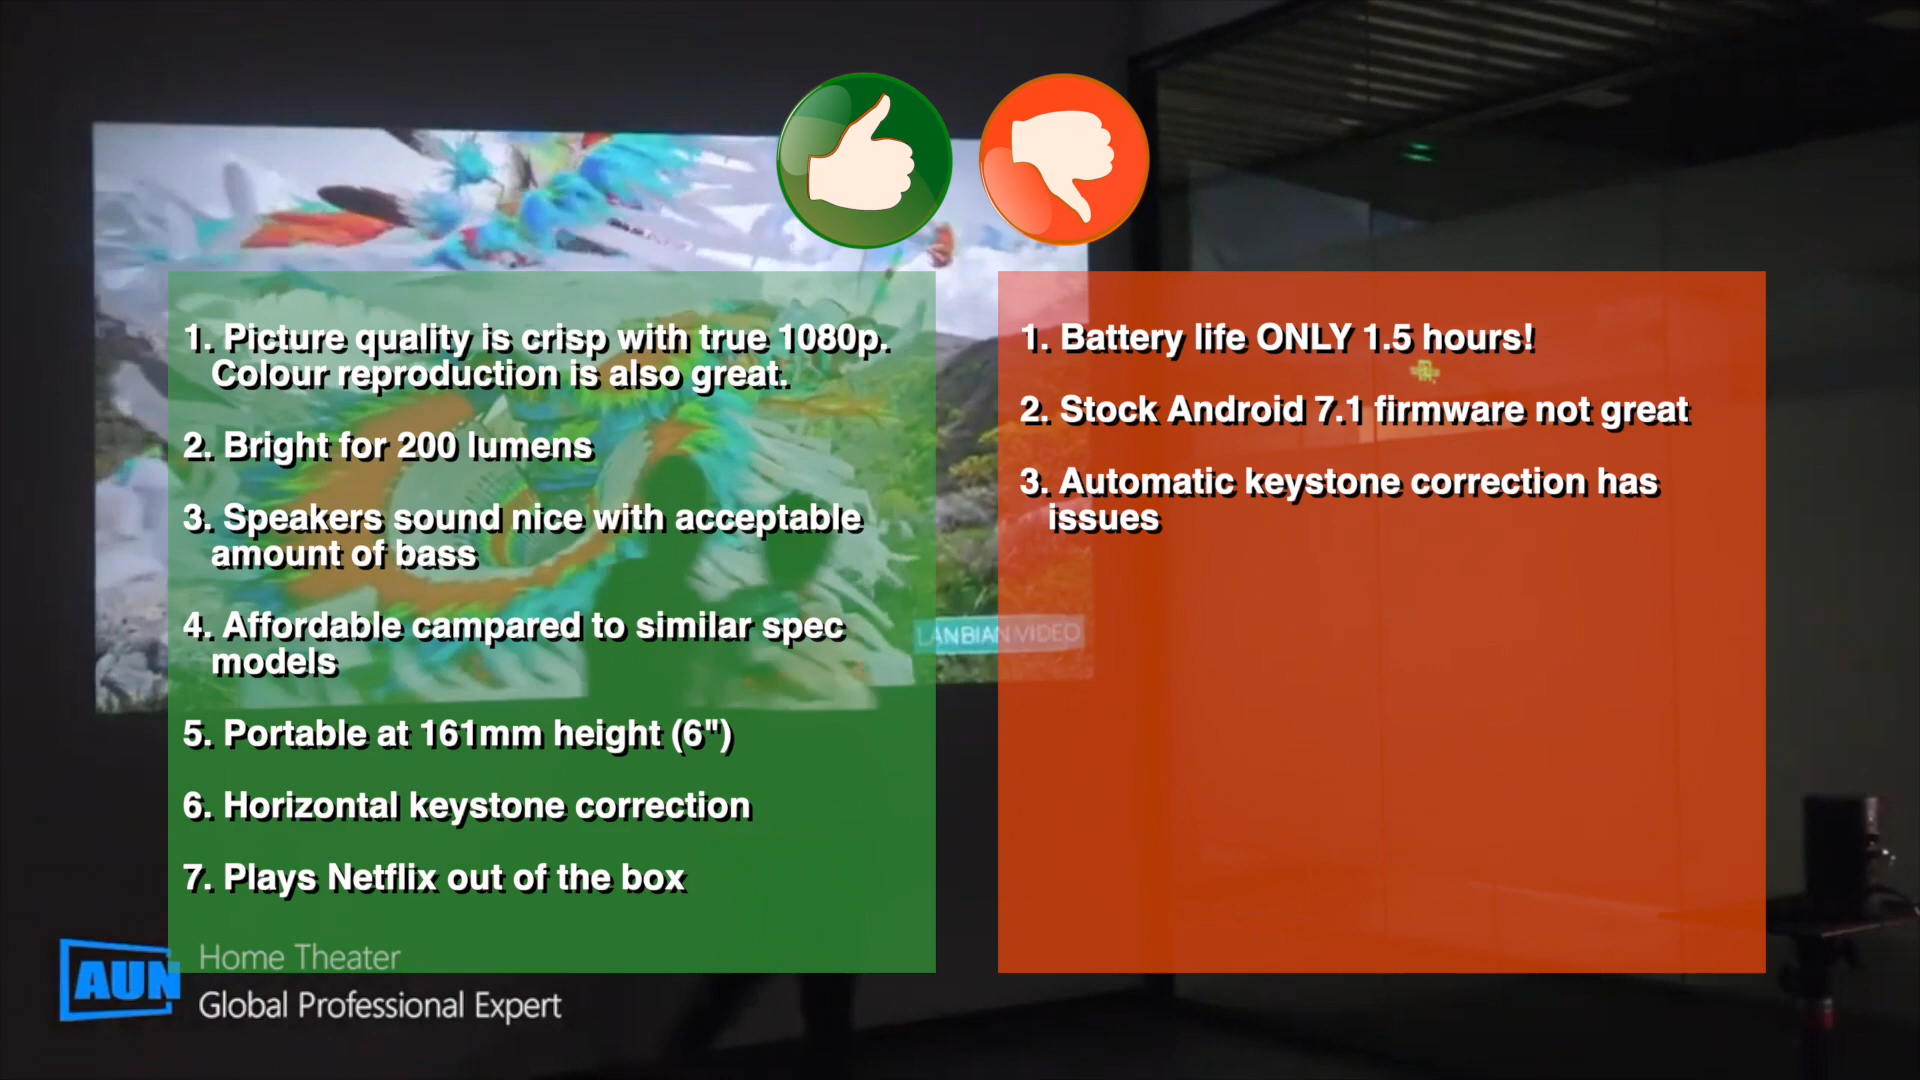 1. Picture quality is crisp with true 1080p.
Colour reproduction is also great.
2. Bright for 200 lumens
3. Speakers sound nice with acceptable
amount of bass
4. Affordable campared to similar spec
models
5. Portable at 161mm height (6")
6. Horizontal keystone correction
7. Plays Netflix out of the box
1. Battery life ONLY 1.5 hours!
2. Stock Android 7.1 firmware not great
3. Automatic keystone correction has
issues
LANBIAN VIDEO
AUN
Home Theater
Global Professional Expert